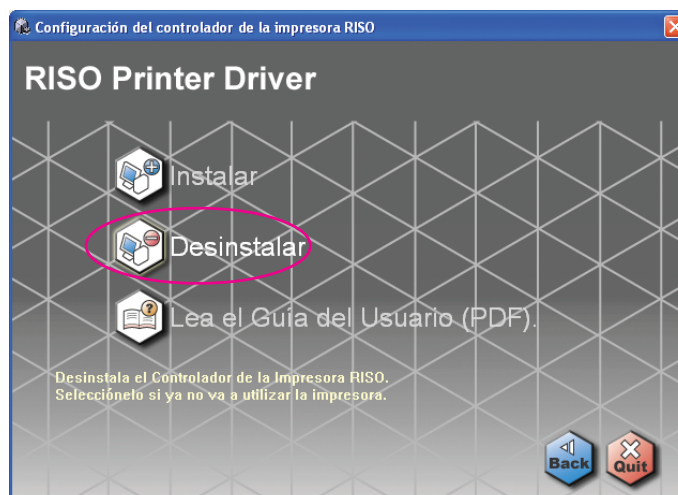 Configuración del controlador de la impresora RISO
RISO Printer Driver
Instalar
Desinstalar
Lea el Guía del Usuario (PDF).
Desinstala el Controlador de la Impresora RISO.
Selecciónelo si ya no va a utilizar la impresora.
Back
Quit